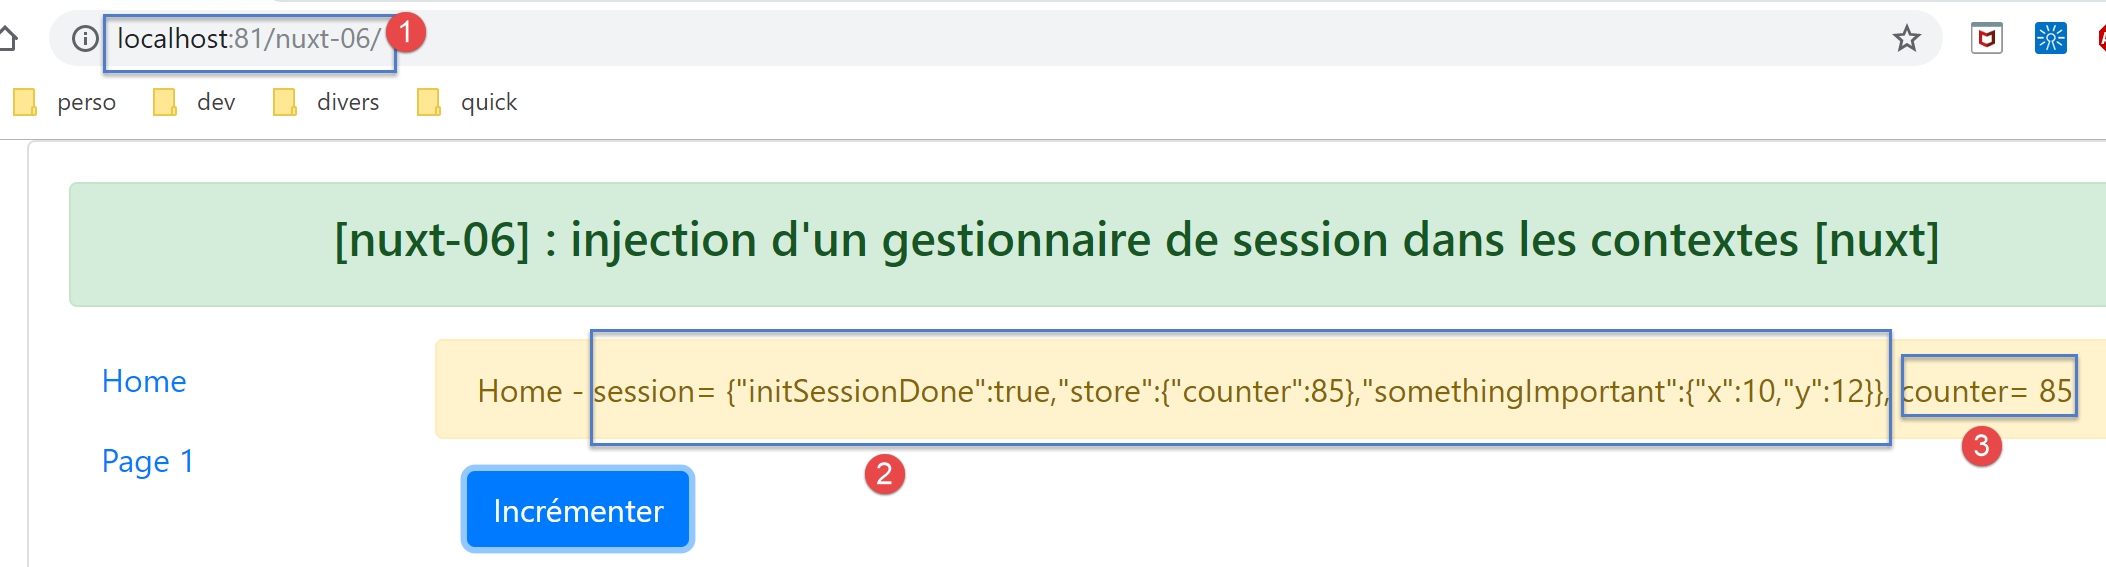 localhost:81/nuxt-06/ 1
perso dev divers quick
[nuxt-06] : injection d'un gestionnaire de session dans les contextes [nuxt]
Home
Home - session= {"initSessionDone":true,"store":{"counter":85},"somethingImportant":{"x":10,"y":12}}, counter= 85
2 3
Page 1
Incrémenter